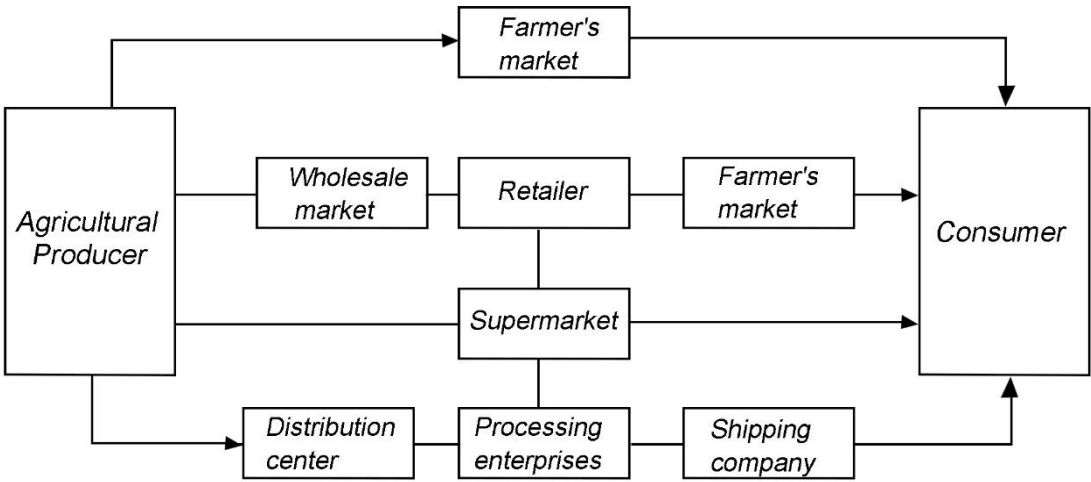 Farmer's
market
Agricultural
Producer
Wholesale
market
Retailer
Farmer's
market
Consumer
Supermarket
Distribution
center
Processing
enterprises
Shipping
company